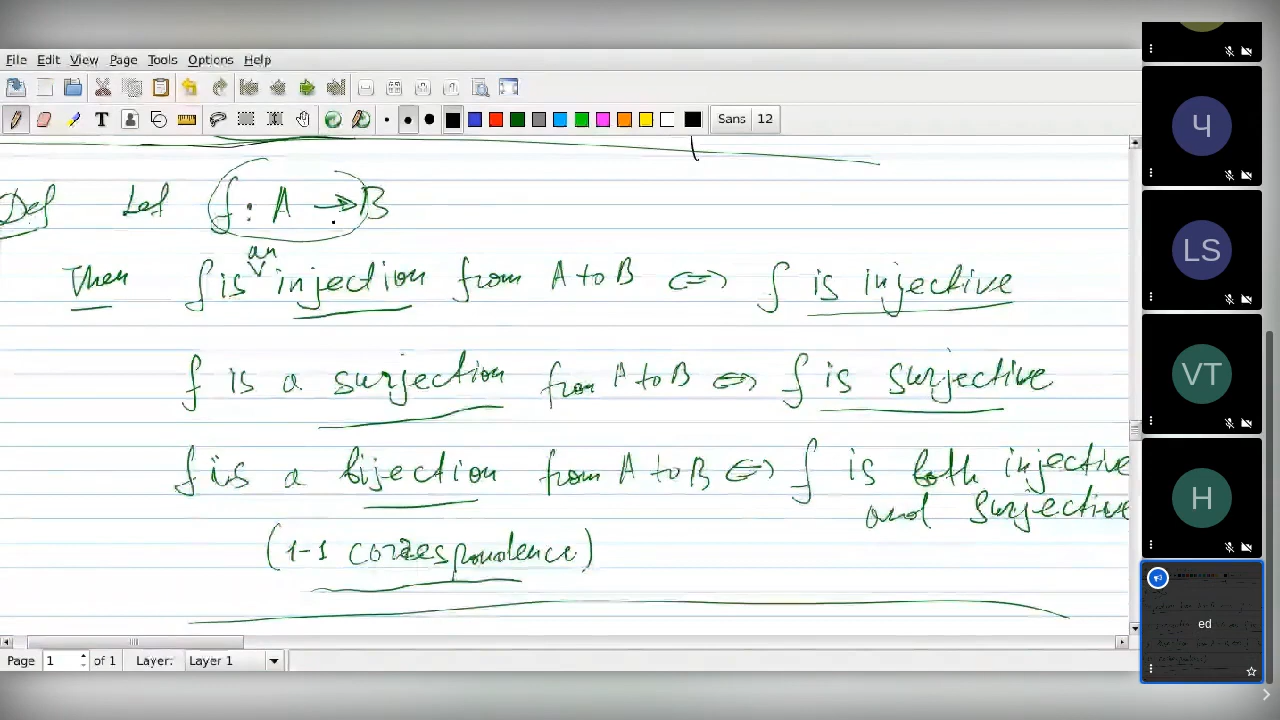 File Edit View Page Tools Options Help
Sans 12
Def Let f: A → B
an
Then f is injection from A to B ⇔ f is injective
f is a surjection from A to B ⇔ f is surjective
f is a bijection from A to B ⇔ f is both injective
and surjective
(1-1 correspondence)
Page 1 of 1 Layer: Layer 1
Ч
LS
VT
H
ed